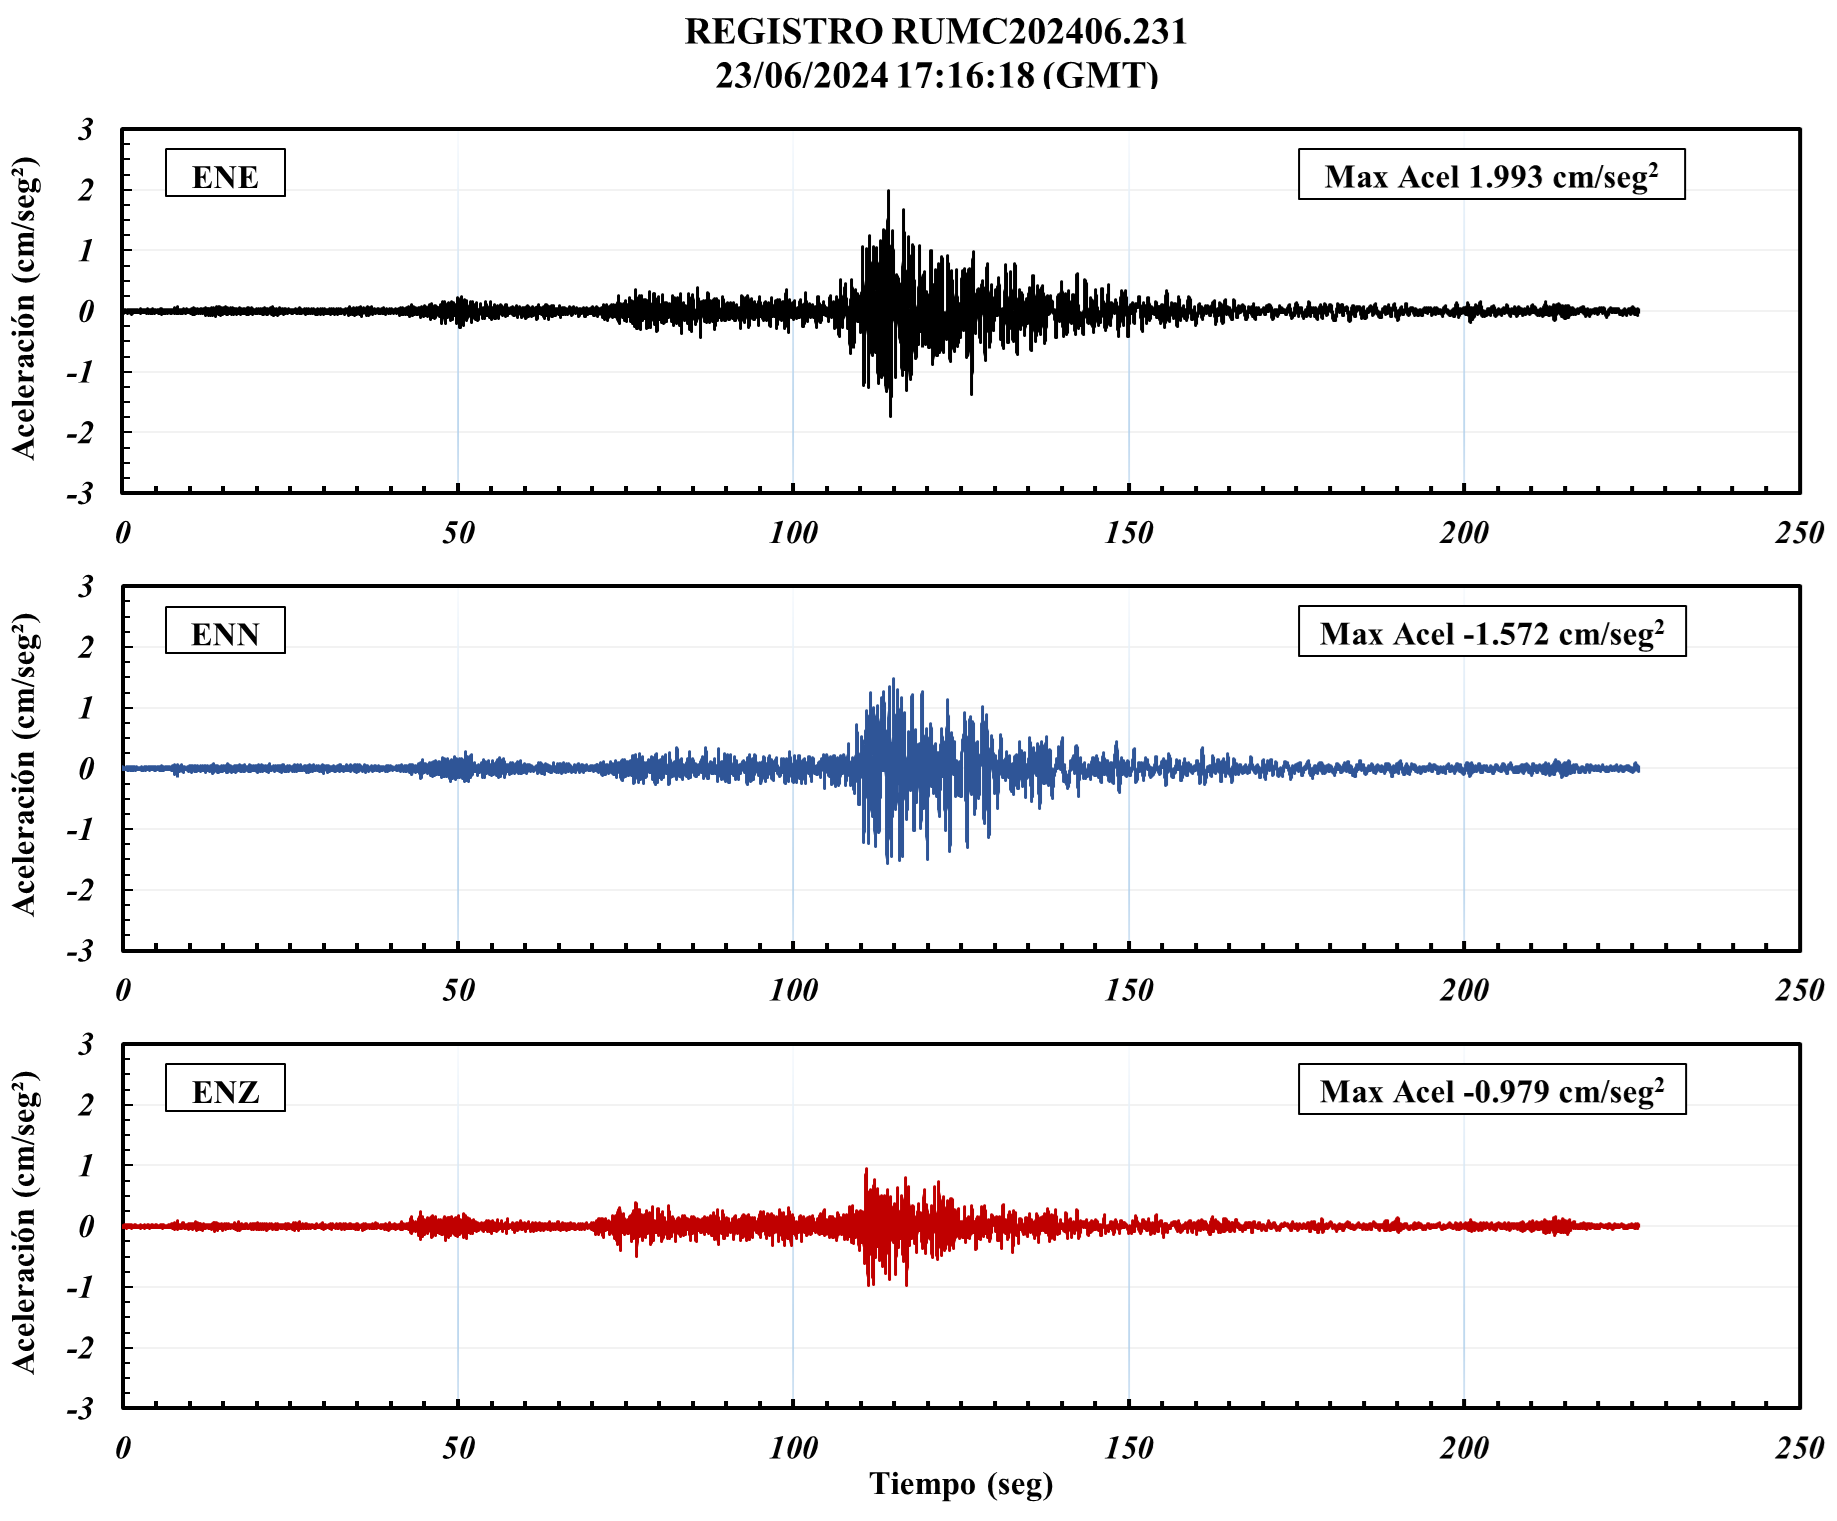 REGISTRO RUMC202406.231
23/06/2024 17:16:18 (GMT)
Aceleración (cm/seg²)
3
2
1
0
-1
-2
-3
ENE
Max Acel 1.993 cm/seg²
0 50 100 150 200 250
Aceleración (cm/seg²)
3
2
1
0
-1
-2
-3
ENN
Max Acel -1.572 cm/seg²
0 50 100 150 200 250
Aceleración (cm/seg²)
3
2
1
0
-1
-2
-3
ENZ
Max Acel -0.979 cm/seg²
0 50 100 150 200 250
Tiempo (seg)